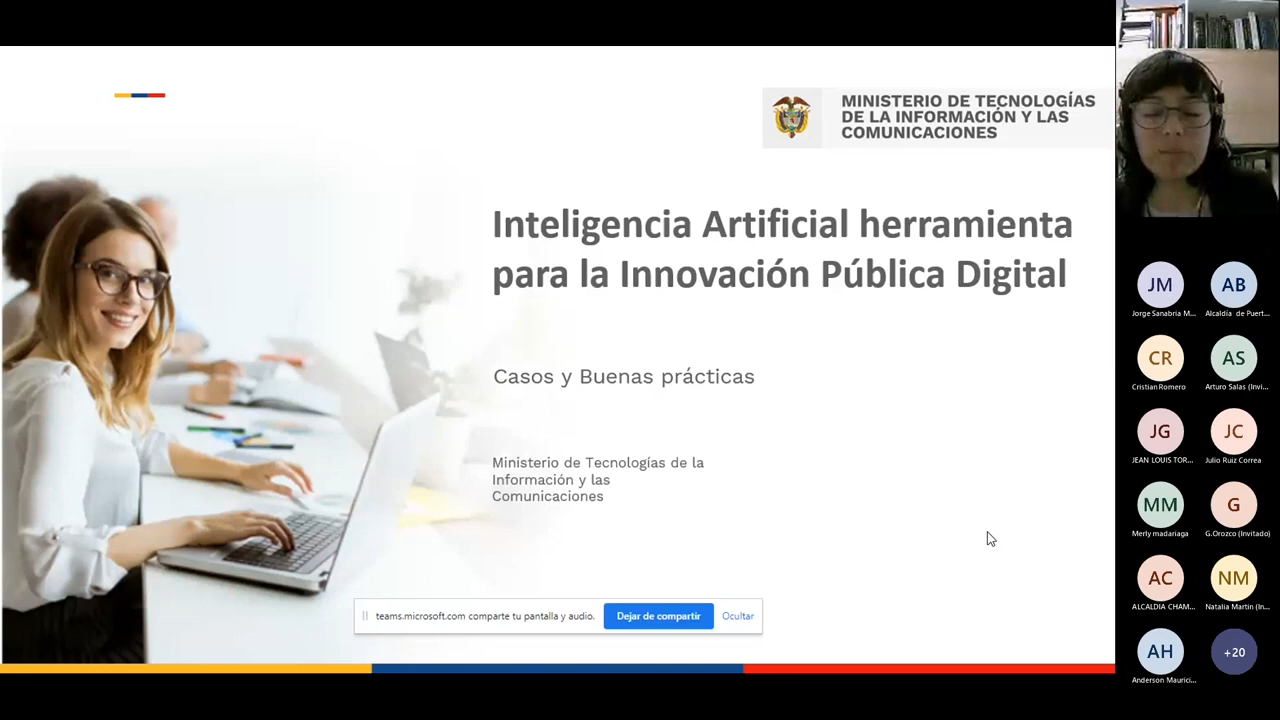 MINISTERIO DE TECNOLOGÍAS
DE LA INFORMACIÓN Y LAS
COMUNICACIONES
Inteligencia Artificial herramienta
para la Innovación Pública Digital
Casos y Buenas prácticas
Ministerio de Tecnologías de la
Información y las
Comunicaciones
teams.microsoft.com comparte tu pantalla y audio.
Dejar de compartir
Ocultar
JM
AB
Jorge Sanabria M...
Alcaldía de Puert...
CR
AS
Cristian Romero
Arturo Salas (Invi...
JG
JC
JEAN LOUIS TOR...
Julio Ruiz Correa
MM
G
Merly madariaga
G.Orozco (Invitado)
AC
NM
ALCALDIA CHAM...
Natalia Martin (In...
AH
+20
Anderson Maurici...